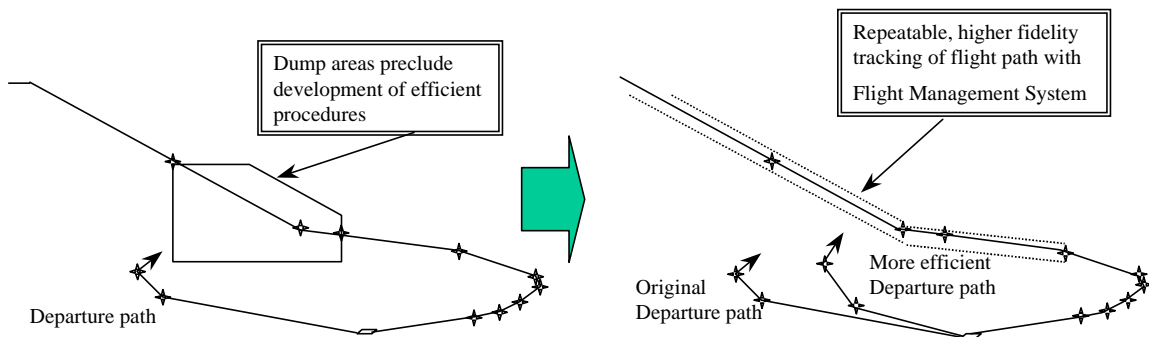 Dump areas preclude
development of efficient
procedures
Departure path
Repeatable, higher fidelity
tracking of flight path with
Flight Management System
Original
Departure path
More efficient
Departure path